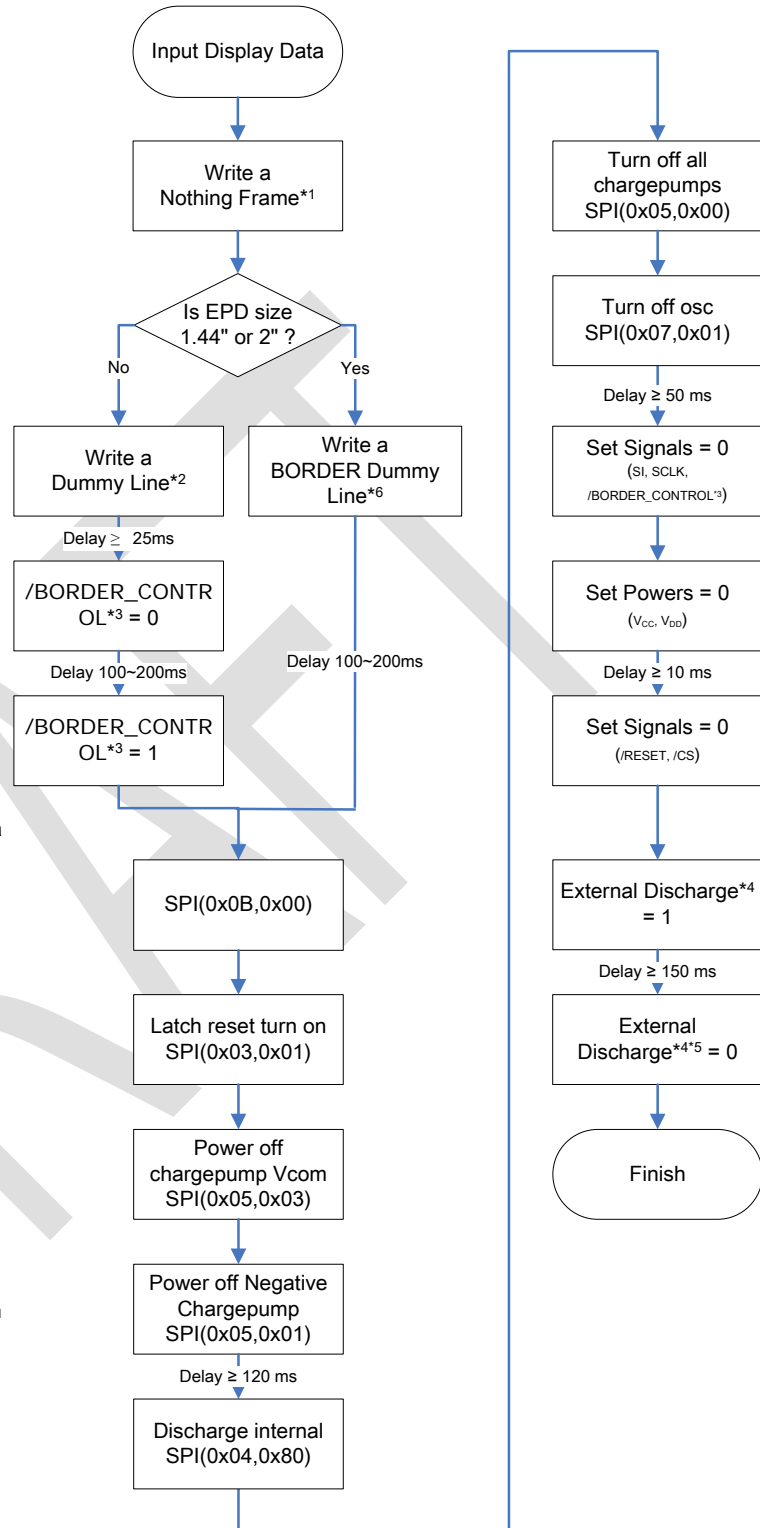 Input Display Data
Write a
Nothing Frame*1
Is EPD size
1.44" or 2" ?
No
Yes
Write a
Dummy Line*2
Write a
BORDER Dummy
Line*6
Delay ≥ 25ms
/BORDER_CONTR
OL*3 = 0
Delay 100~200ms
Delay 100~200ms
/BORDER_CONTR
OL*3 = 1
SPI(0x0B,0x00)
Latch reset turn on
SPI(0x03,0x01)
Power off
chargepump Vcom
SPI(0x05,0x03)
Power off Negative
Chargepump
SPI(0x05,0x01)
Delay ≥ 120 ms
Discharge internal
SPI(0x04,0x80)
Turn off all
chargepumps
SPI(0x05,0x00)
Turn off osc
SPI(0x07,0x01)
Delay ≥ 50 ms
Set Signals = 0
(SI, SCLK,
/BORDER_CONTROL*3)
Set Powers = 0
(VCC, VDD)
Delay ≥ 10 ms
Set Signals = 0
(/RESET, /CS)
External Discharge*4
= 1
Delay ≥ 150 ms
External
Discharge*4*5 = 0
Finish